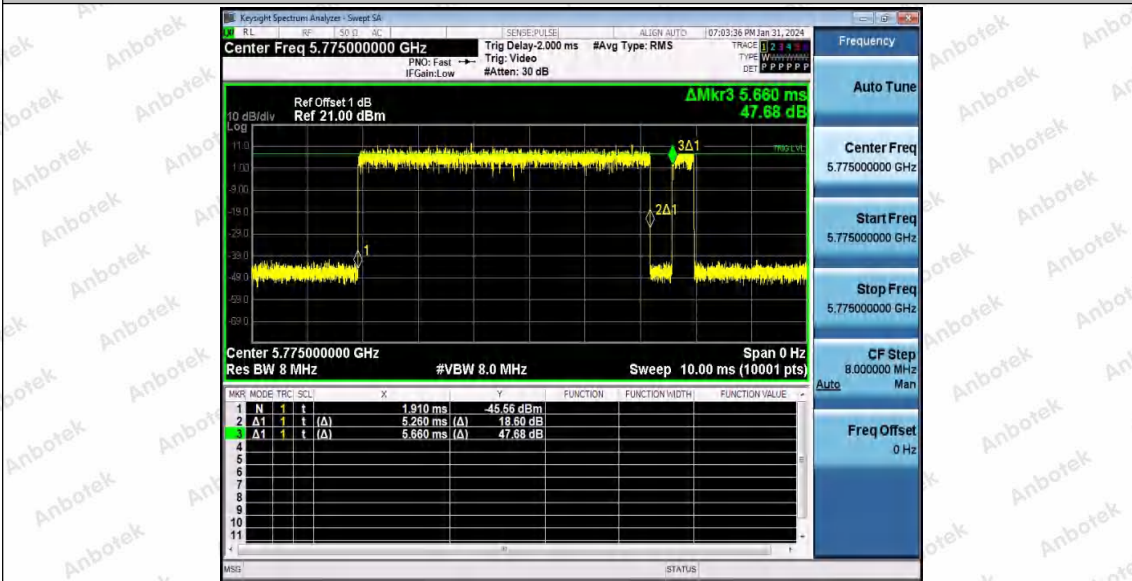 Keysight Spectrum Analyzer - Swept SA
RL RF 50 Ω AC SENSE:PULSE ALIGN AUTO 07:03:36 PM Jan 31, 2024
Center Freq 5.775000000 GHz
PNO: Fast
IFGain:Low
Trig Delay-2.000 ms #Avg Type: RMS
Trig: Video
#Atten: 30 dB
TRACE 1 2 3 4 5 6
TYPE WWWWWW
DET P P P P P P
Ref Offset 1 dB
Ref 21.00 dBm
10 dB/div
Log
ΔMkr3 5.660 ms
47.68 dB
11.0
1.00
-9.00
-19.0
-29.0
-39.0
-49.0
-59.0
-69.0
TRIG LVL
3Δ1
2Δ1
1
Center 5.775000000 GHz Span 0 Hz
Res BW 8 MHz #VBW 8.0 MHz Sweep 10.00 ms (10001 pts)
MKR MODE TRC SCL X Y FUNCTION FUNCTION WIDTH FUNCTION VALUE
1 N 1 t 1.910 ms -45.56 dBm
2 Δ1 1 t (Δ) 5.260 ms (Δ) 18.60 dB
3 Δ1 1 t (Δ) 5.660 ms (Δ) 47.68 dB
4
5
6
7
8
9
10
11
MSG STATUS
Frequency
Auto Tune
Center Freq
5.775000000 GHz
Start Freq
5.775000000 GHz
Stop Freq
5.775000000 GHz
CF Step
8.000000 MHz
Auto Man
Freq Offset
0 Hz
Anbotek